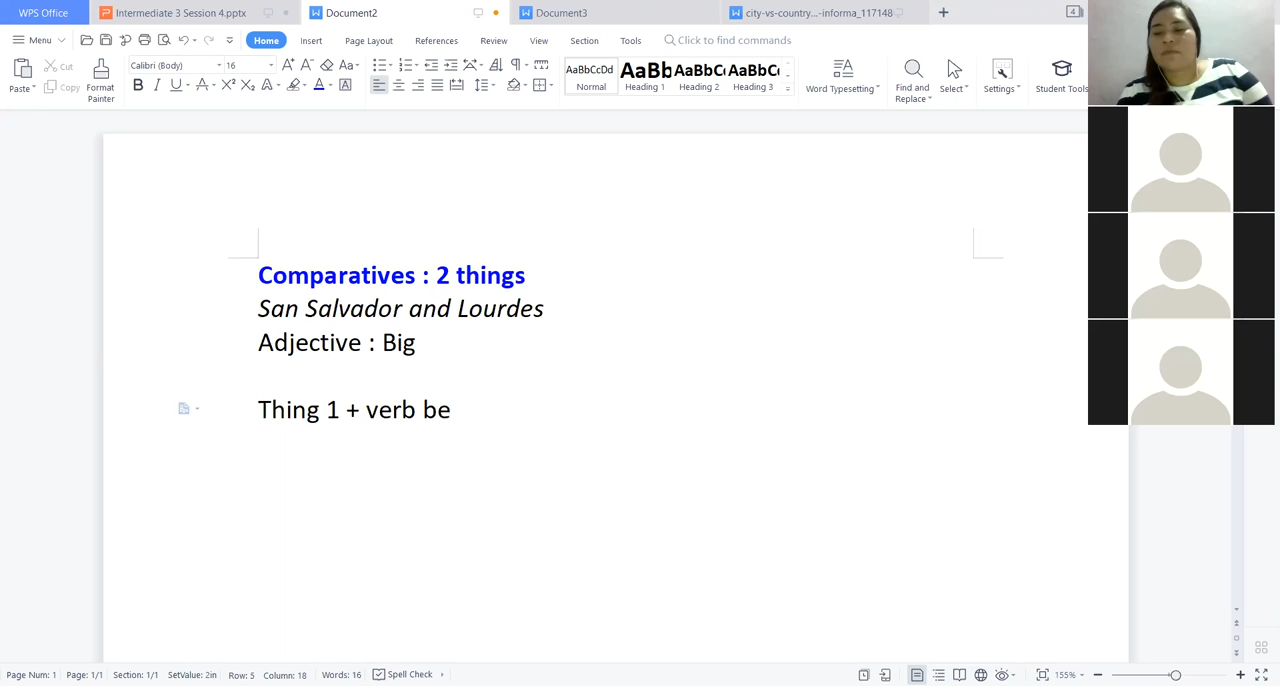 WPS Office
Intermediate 3 Session 4.pptx
Document2
Document3
city-vs-country...-informa_117148
4
Menu
Home
Insert
Page Layout
References
Review
View
Section
Tools
Click to find commands
Paste
Cut
Copy
Format
Painter
Calibri (Body)
16
AaBbCcDd
Normal
AaBb
Heading 1
AaBbC
Heading 2
AaBbC
Heading 3
Word Typesetting
Find and
Replace
Select
Settings
Student Tools
Comparatives : 2 things
San Salvador and Lourdes
Adjective : Big
Thing 1 + verb be
Page Num: 1
Page: 1/1
Section: 1/1
SetValue: 2in
Row: 5
Column: 18
Words: 16
Spell Check
155%